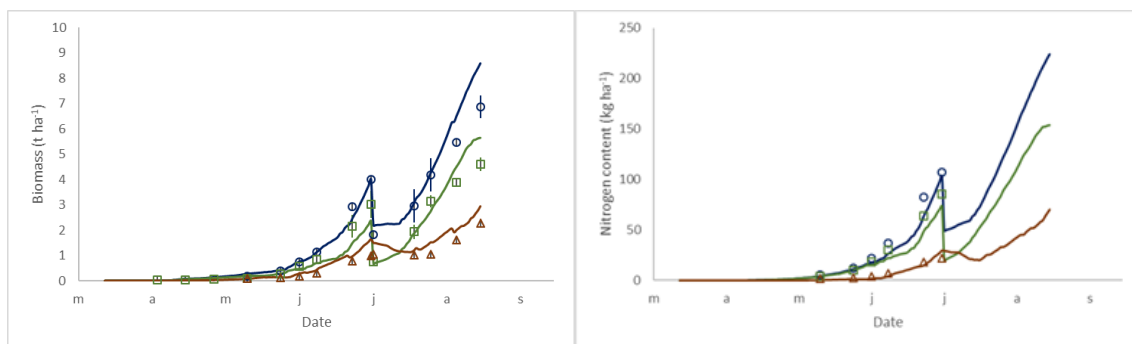 10
9
8
7
6
5
4
3
2
1
0
Biomass (t ha⁻¹)
m a m j j a s
Date
250
200
150
100
50
0
Nitrogen content (kg ha⁻¹)
m a m j j a s
Date